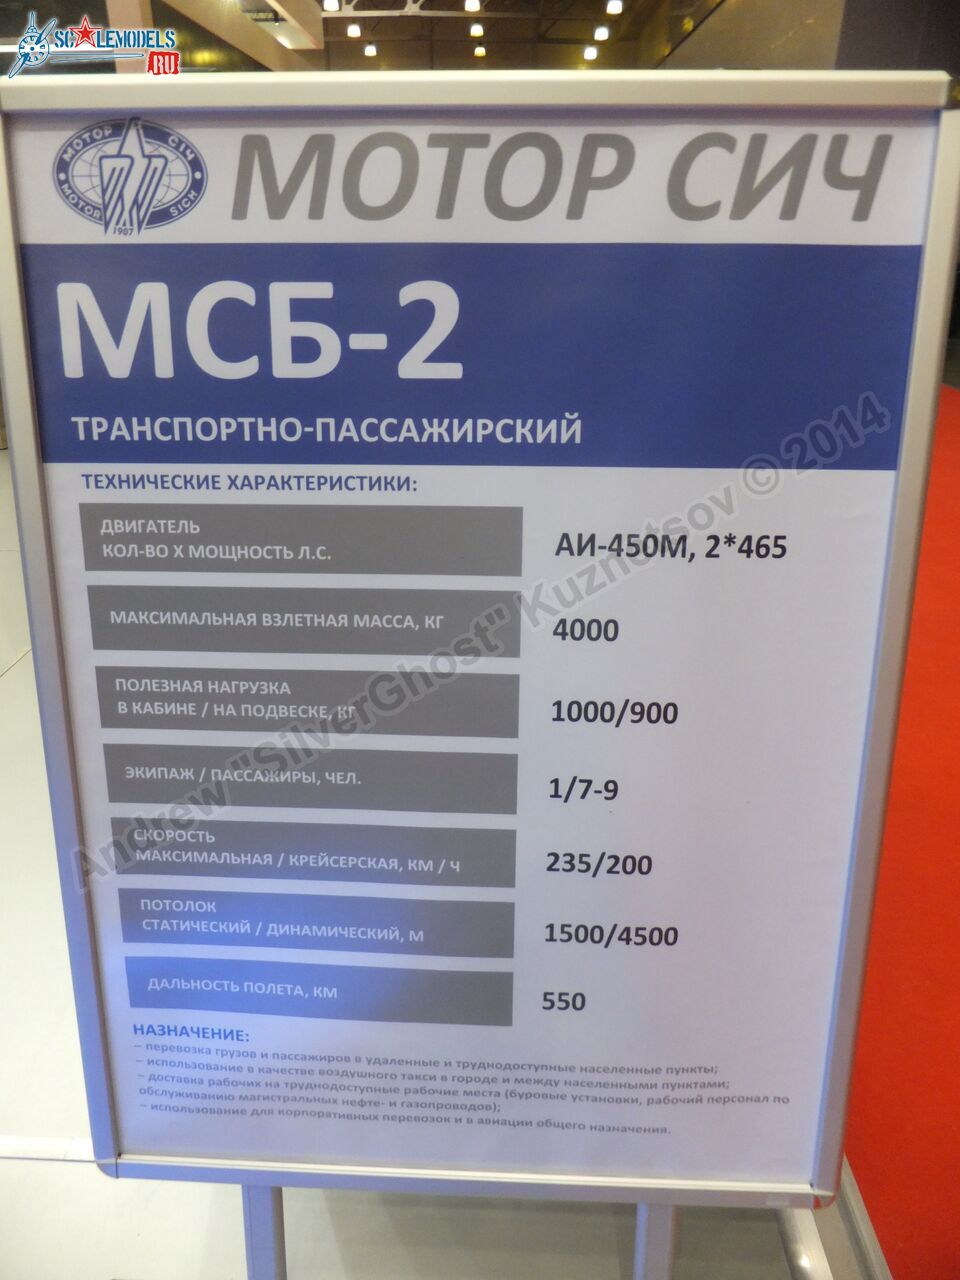 SCALEMODELS
.RU
МОТОР СІЧ
MOTOR SICH
1907
МОТОР СИЧ
МСБ-2
ТРАНСПОРТНО-ПАССАЖИРСКИЙ
ТЕХНИЧЕСКИЕ ХАРАКТЕРИСТИКИ:
ДВИГАТЕЛЬ
КОЛ-ВО Х МОЩНОСТЬ Л.С.
АИ-450М, 2*465
МАКСИМАЛЬНАЯ ВЗЛЕТНАЯ МАССА, КГ
4000
ПОЛЕЗНАЯ НАГРУЗКА
В КАБИНЕ / НА ПОДВЕСКЕ, КГ
1000/900
ЭКИПАЖ / ПАССАЖИРЫ, ЧЕЛ.
1/7-9
СКОРОСТЬ
МАКСИМАЛЬНАЯ / КРЕЙСЕРСКАЯ, КМ / Ч
235/200
ПОТОЛОК
СТАТИЧЕСКИЙ / ДИНАМИЧЕСКИЙ, М
1500/4500
ДАЛЬНОСТЬ ПОЛЕТА, КМ
550
НАЗНАЧЕНИЕ:
– перевозка грузов и пассажиров в удаленные и труднодоступные населенные пункты;
– использование в качестве воздушного такси в городе и между населенными пунктами;
– доставка рабочих на труднодоступные рабочие места (буровые установки, рабочий персонал по
обслуживанию магистральных нефте- и газопроводов);
– использование для корпоративных перевозок и в авиации общего назначения.
Andrew "SilverGhost" Kuznetsov © 2014